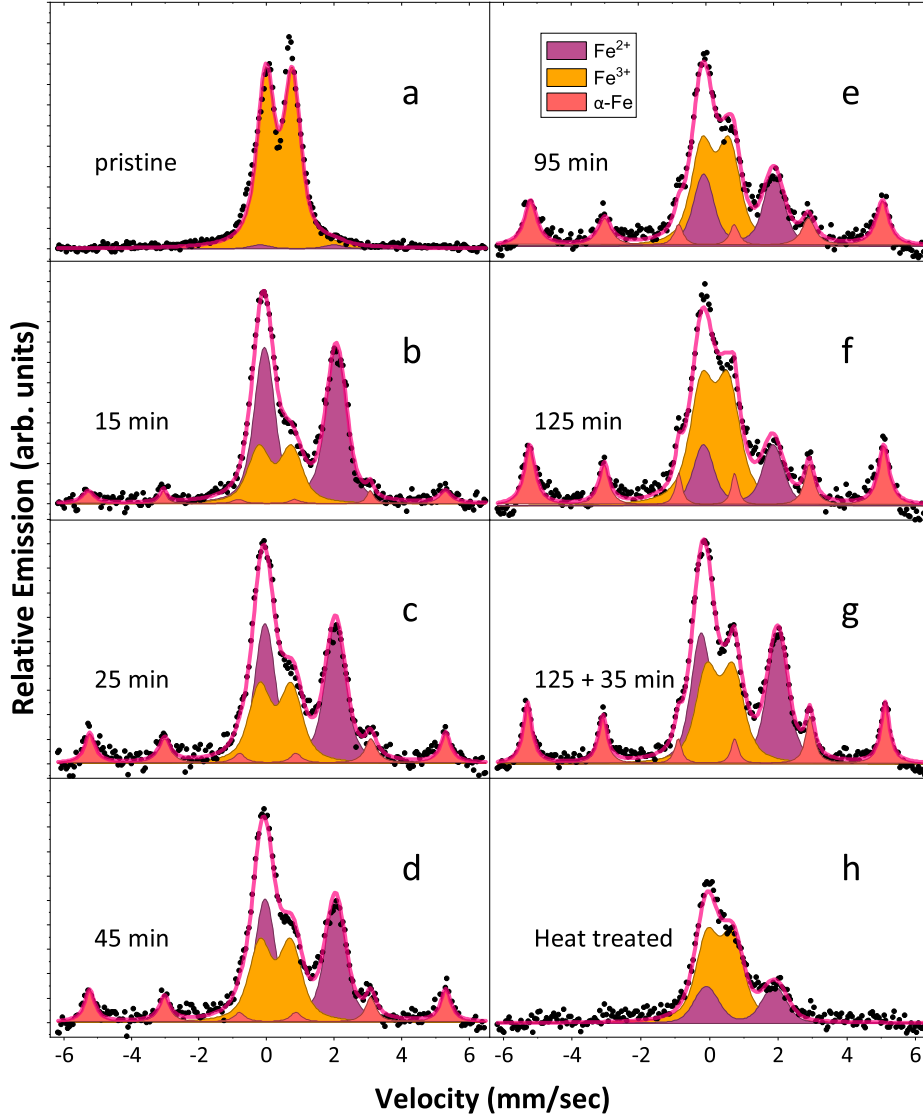 a
pristine
b
15 min
c
25 min
d
45 min
Fe2+
Fe3+
α-Fe
e
95 min
f
125 min
g
125 + 35 min
h
Heat treated
Relative Emission (arb. units)
-6 -4 -2 0 2 4 6
-6 -4 -2 0 2 4 6
Velocity (mm/sec)